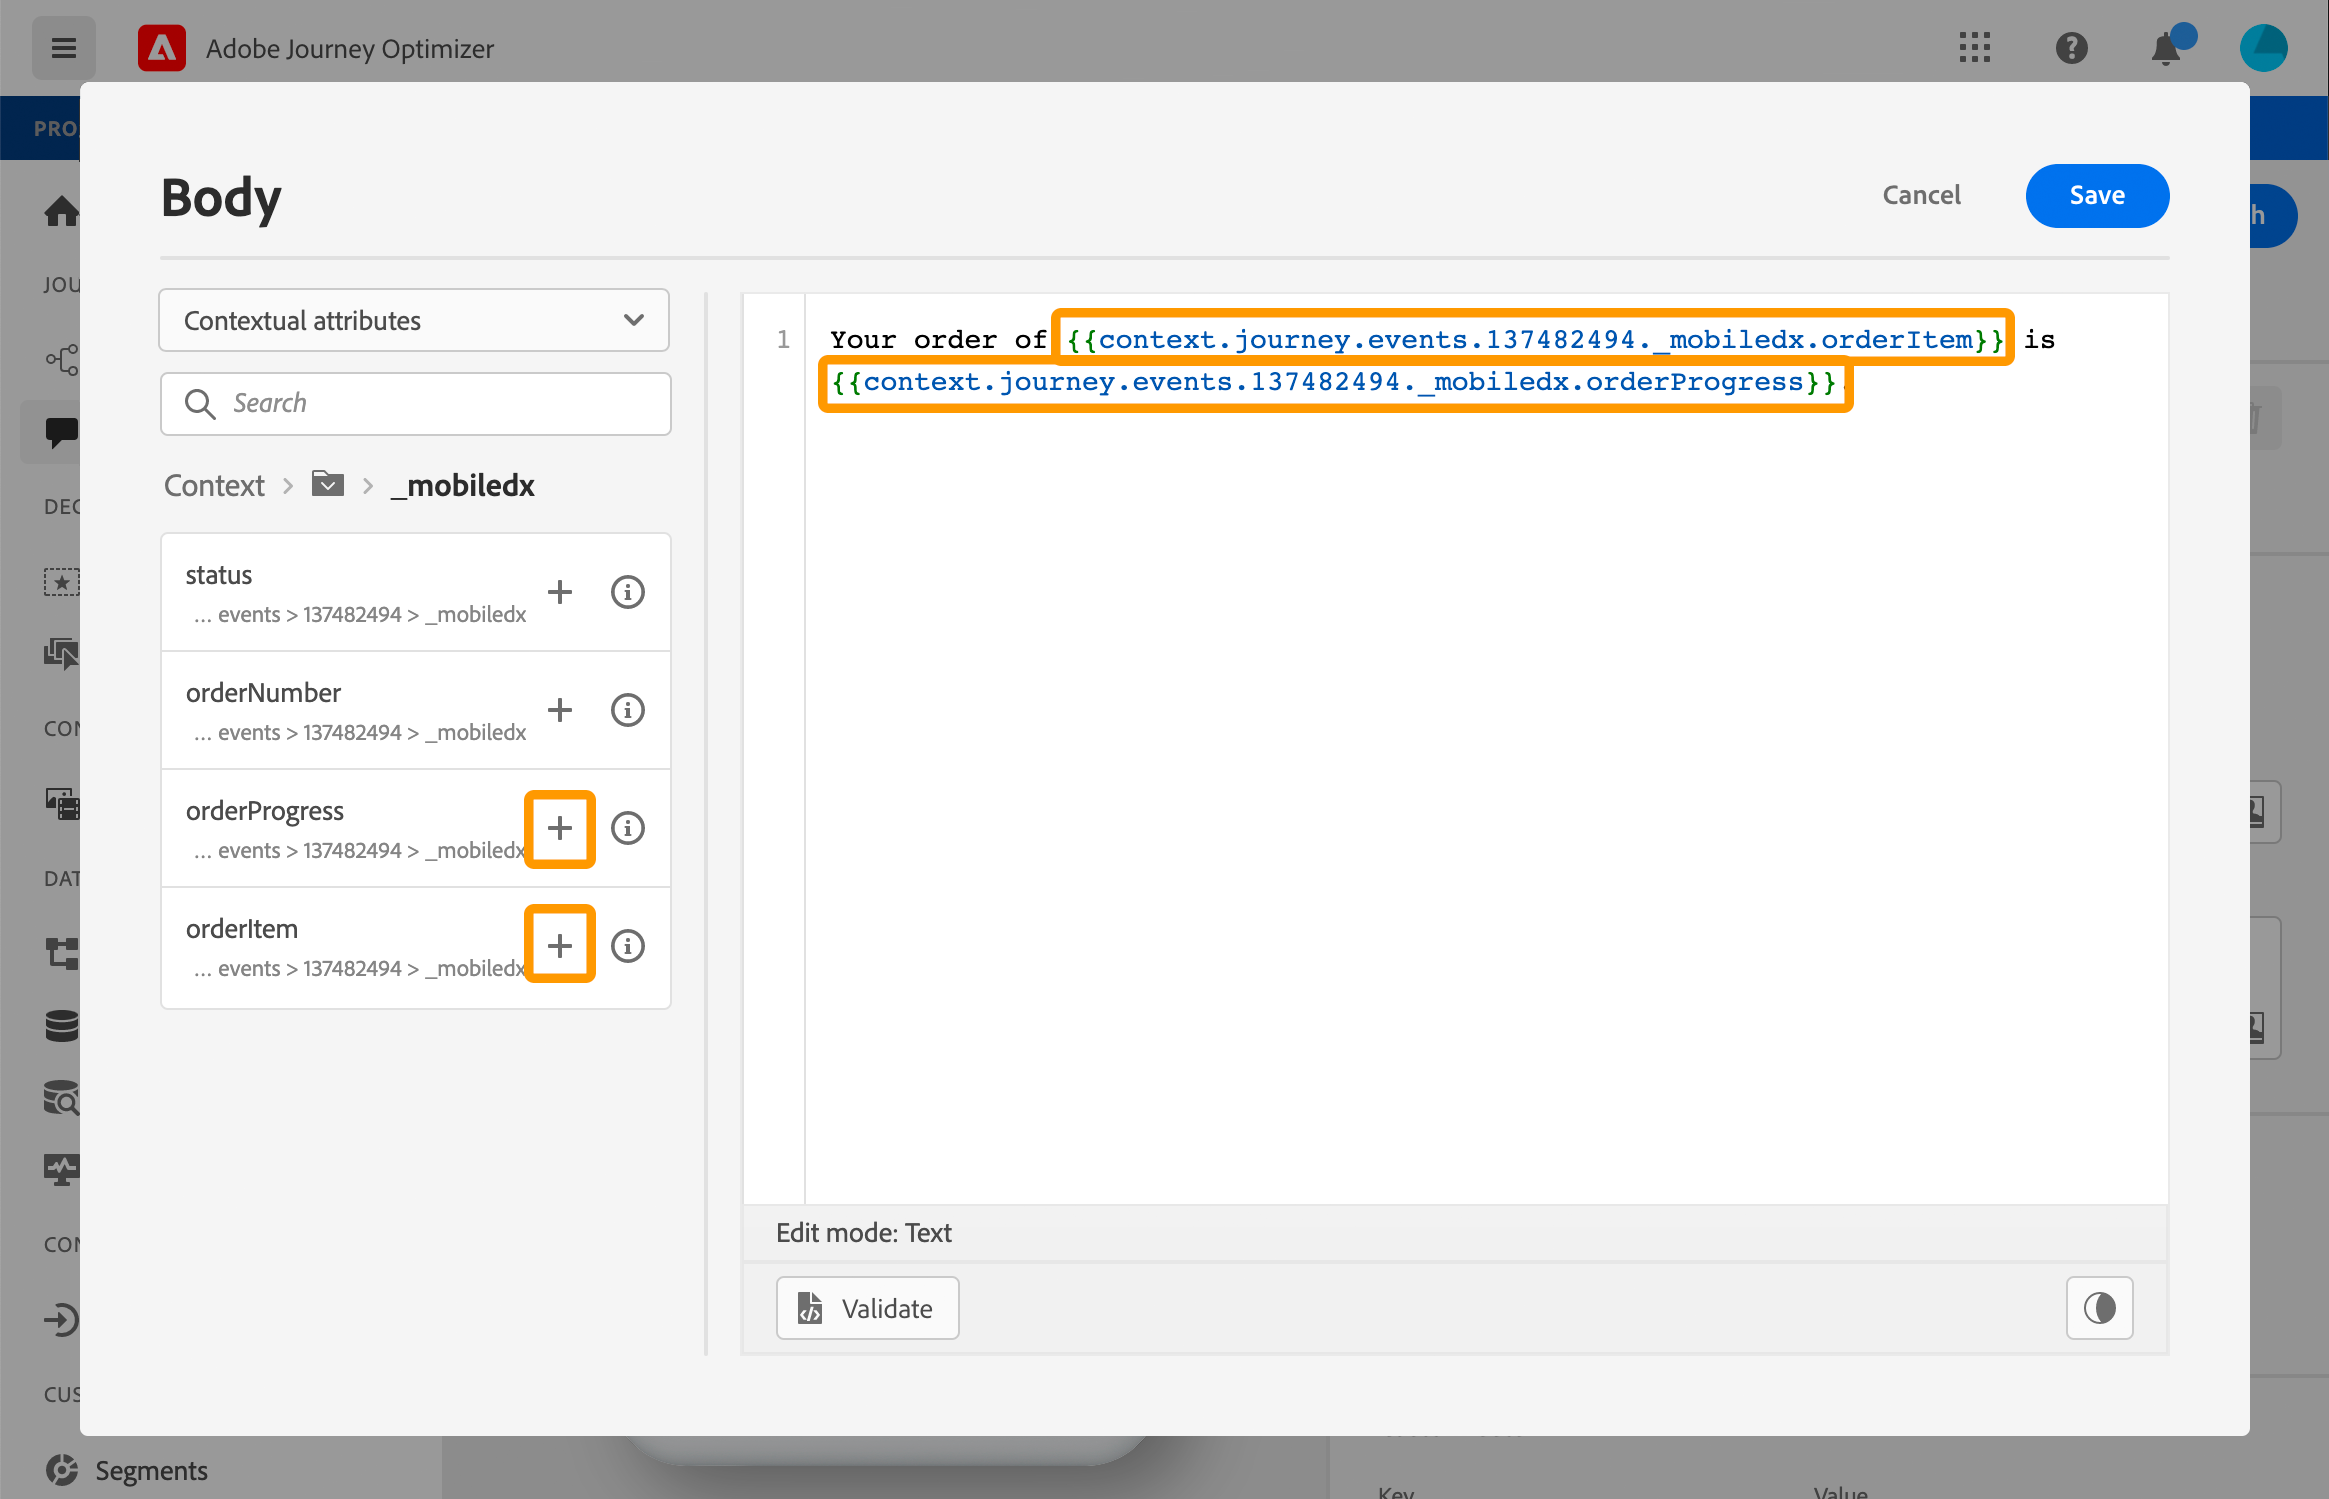 Adobe Journey Optimizer
PRO
Body
Cancel
Save
h
JOU
Contextual attributes
1
Your order of {{context.journey.events.137482494._mobiledx.orderItem}} is
{{context.journey.events.137482494._mobiledx.orderProgress}}.
Search
Context > > _mobiledx
DEC
status
... events > 137482494 > _mobiledx
orderNumber
... events > 137482494 > _mobiledx
CON
orderProgress
... events > 137482494 > _mobiledx
DAT
orderItem
... events > 137482494 > _mobiledx
Edit mode: Text
CON
Validate
CUS
Segments
Key
Value